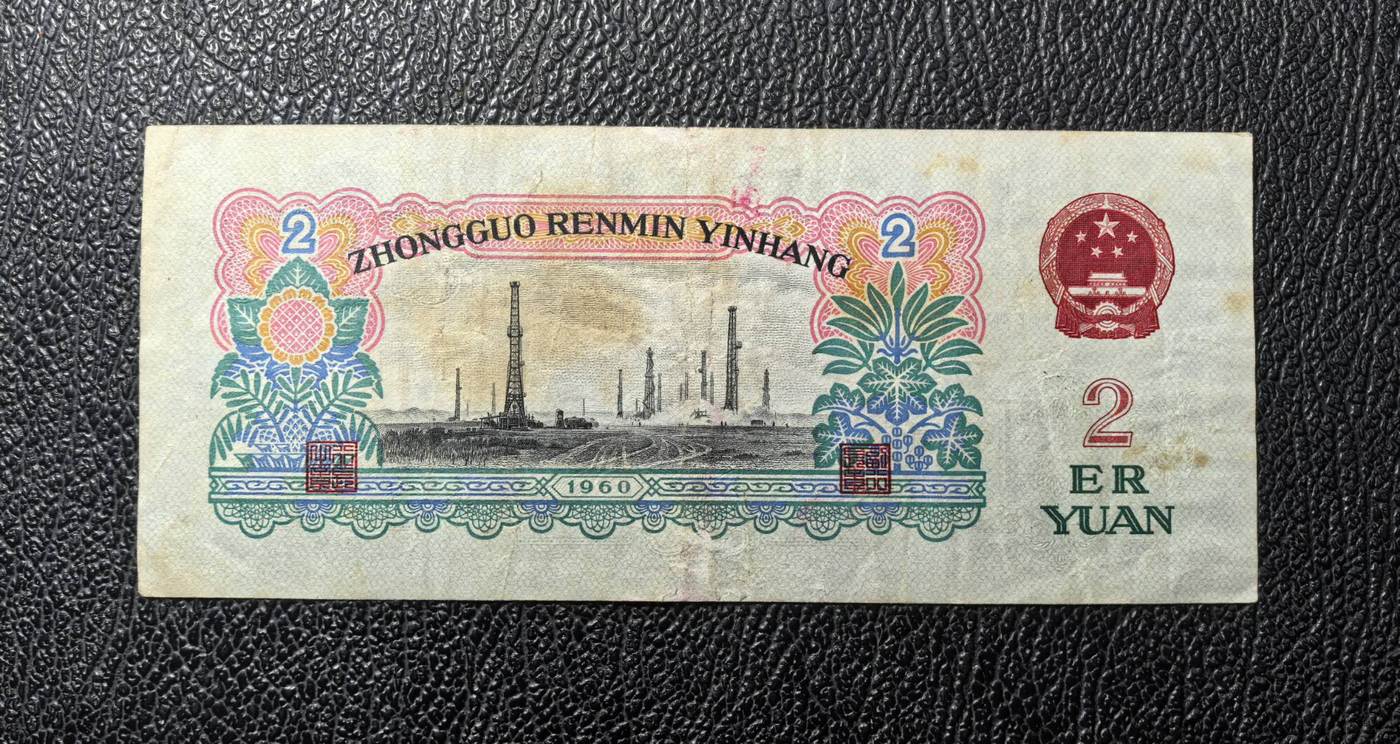 2
2
ZHONGGUO RENMIN YINHANG
2
ER
YUAN
1960